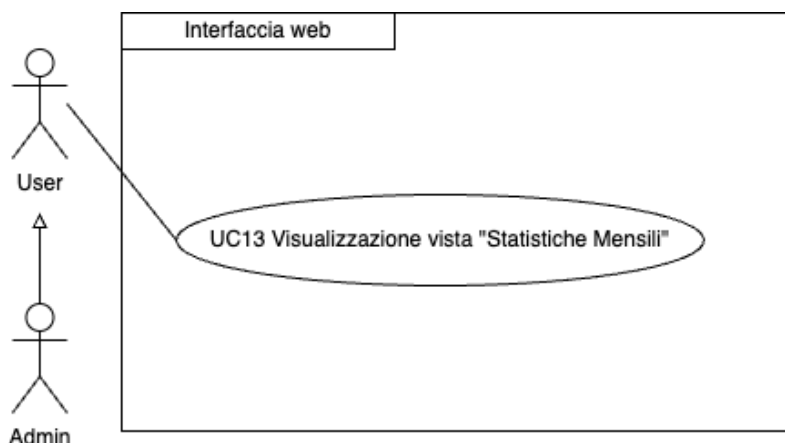 Interfaccia web
User
UC13 Visualizzazione vista "Statistiche Mensili"
Admin